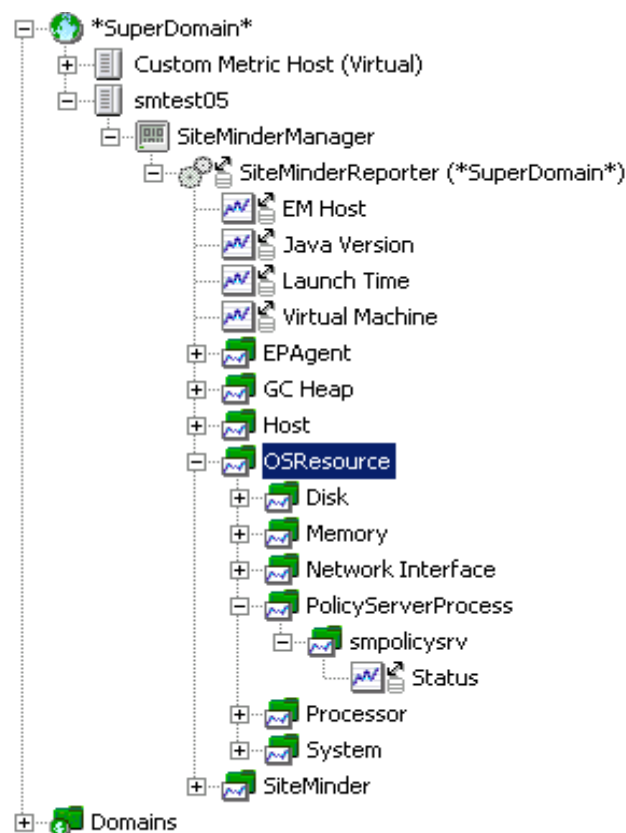 *SuperDomain*
Custom Metric Host (Virtual)
smtest05
SiteMinderManager
SiteMinderReporter (*SuperDomain*)
EM Host
Java Version
Launch Time
Virtual Machine
EPAgent
GC Heap
Host
OSResource
Disk
Memory
Network Interface
PolicyServerProcess
smpolicysrv
Status
Processor
System
SiteMinder
Domains